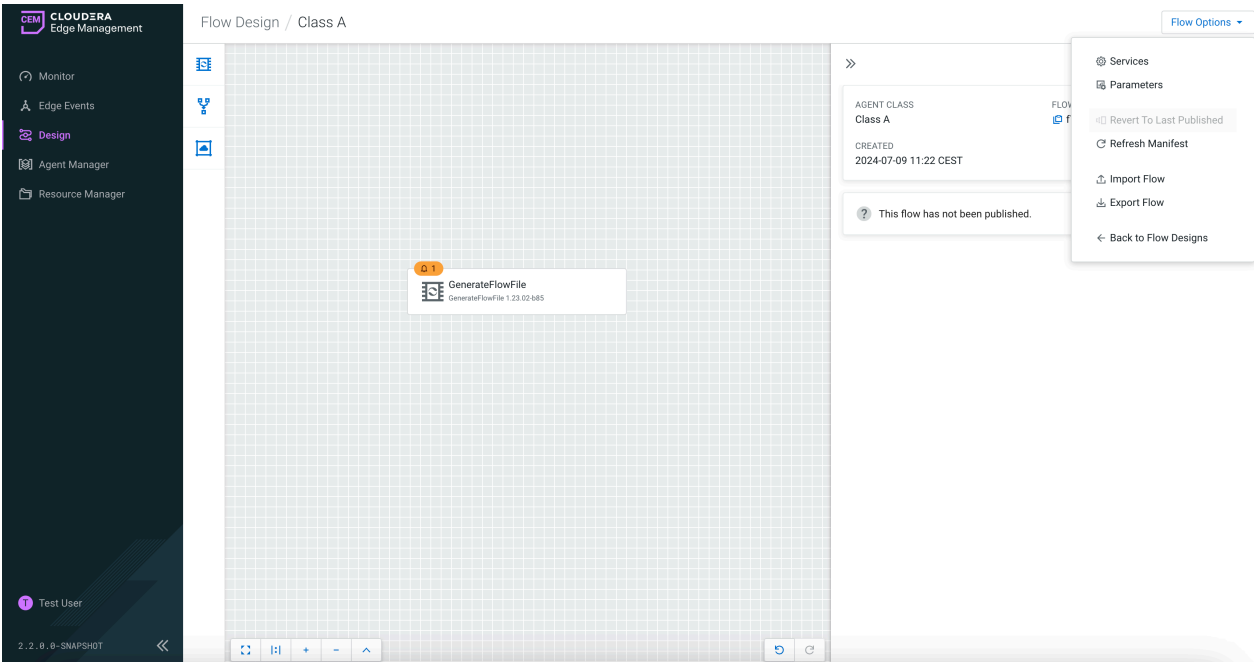 CEM CLOUDERA
Edge Management
Flow Design / Class A
Flow Options
Monitor
Edge Events
Design
Agent Manager
Resource Manager
AGENT CLASS
Class A
CREATED
2024-07-09 11:22 CEST
This flow has not been published.
Services
Parameters
Revert To Last Published
Refresh Manifest
Import Flow
Export Flow
Back to Flow Designs
1
GenerateFlowFile
GenerateFlowFile 1.23.02-b85
T Test User
2.2.0.0-SNAPSHOT